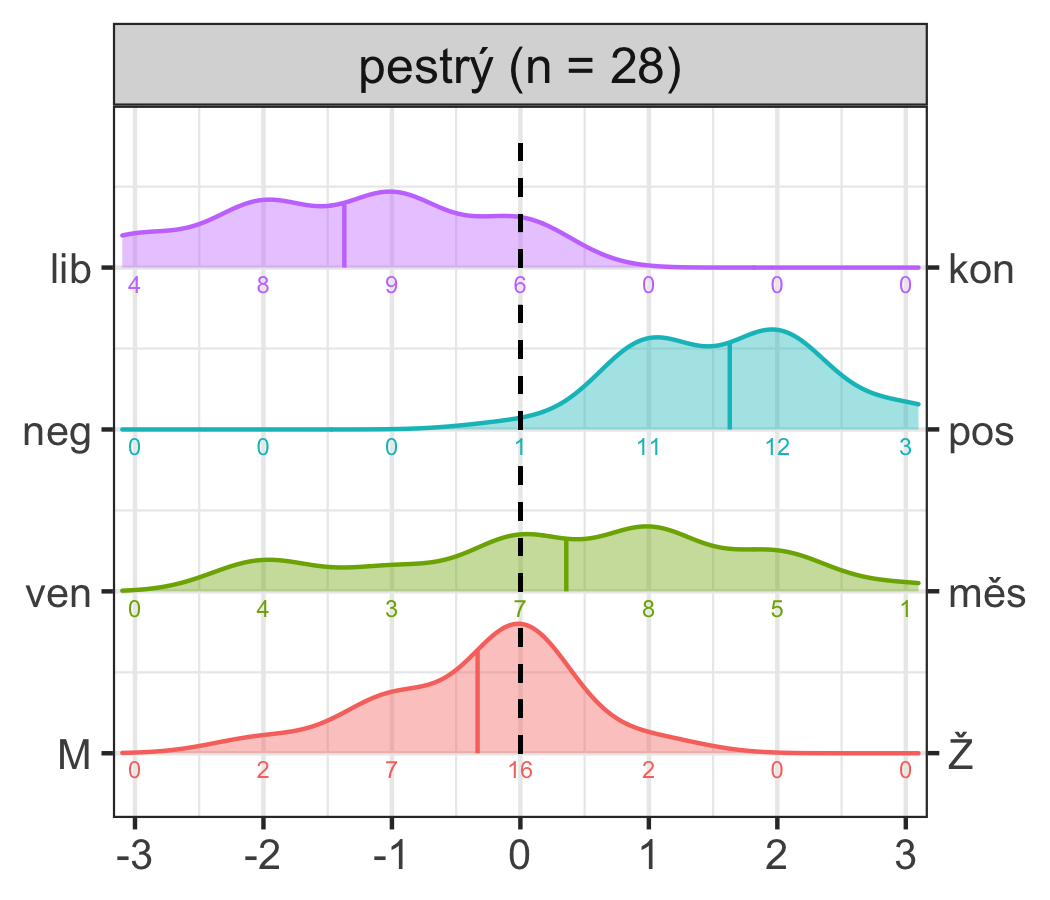 pestrý (n = 28)
lib kon
4 8 9 6 0 0 0
neg pos
0 0 0 1 11 12 3
ven měs
0 4 3 7 8 5 1
M Ž
0 2 7 16 2 0 0
-3 -2 -1 0 1 2 3